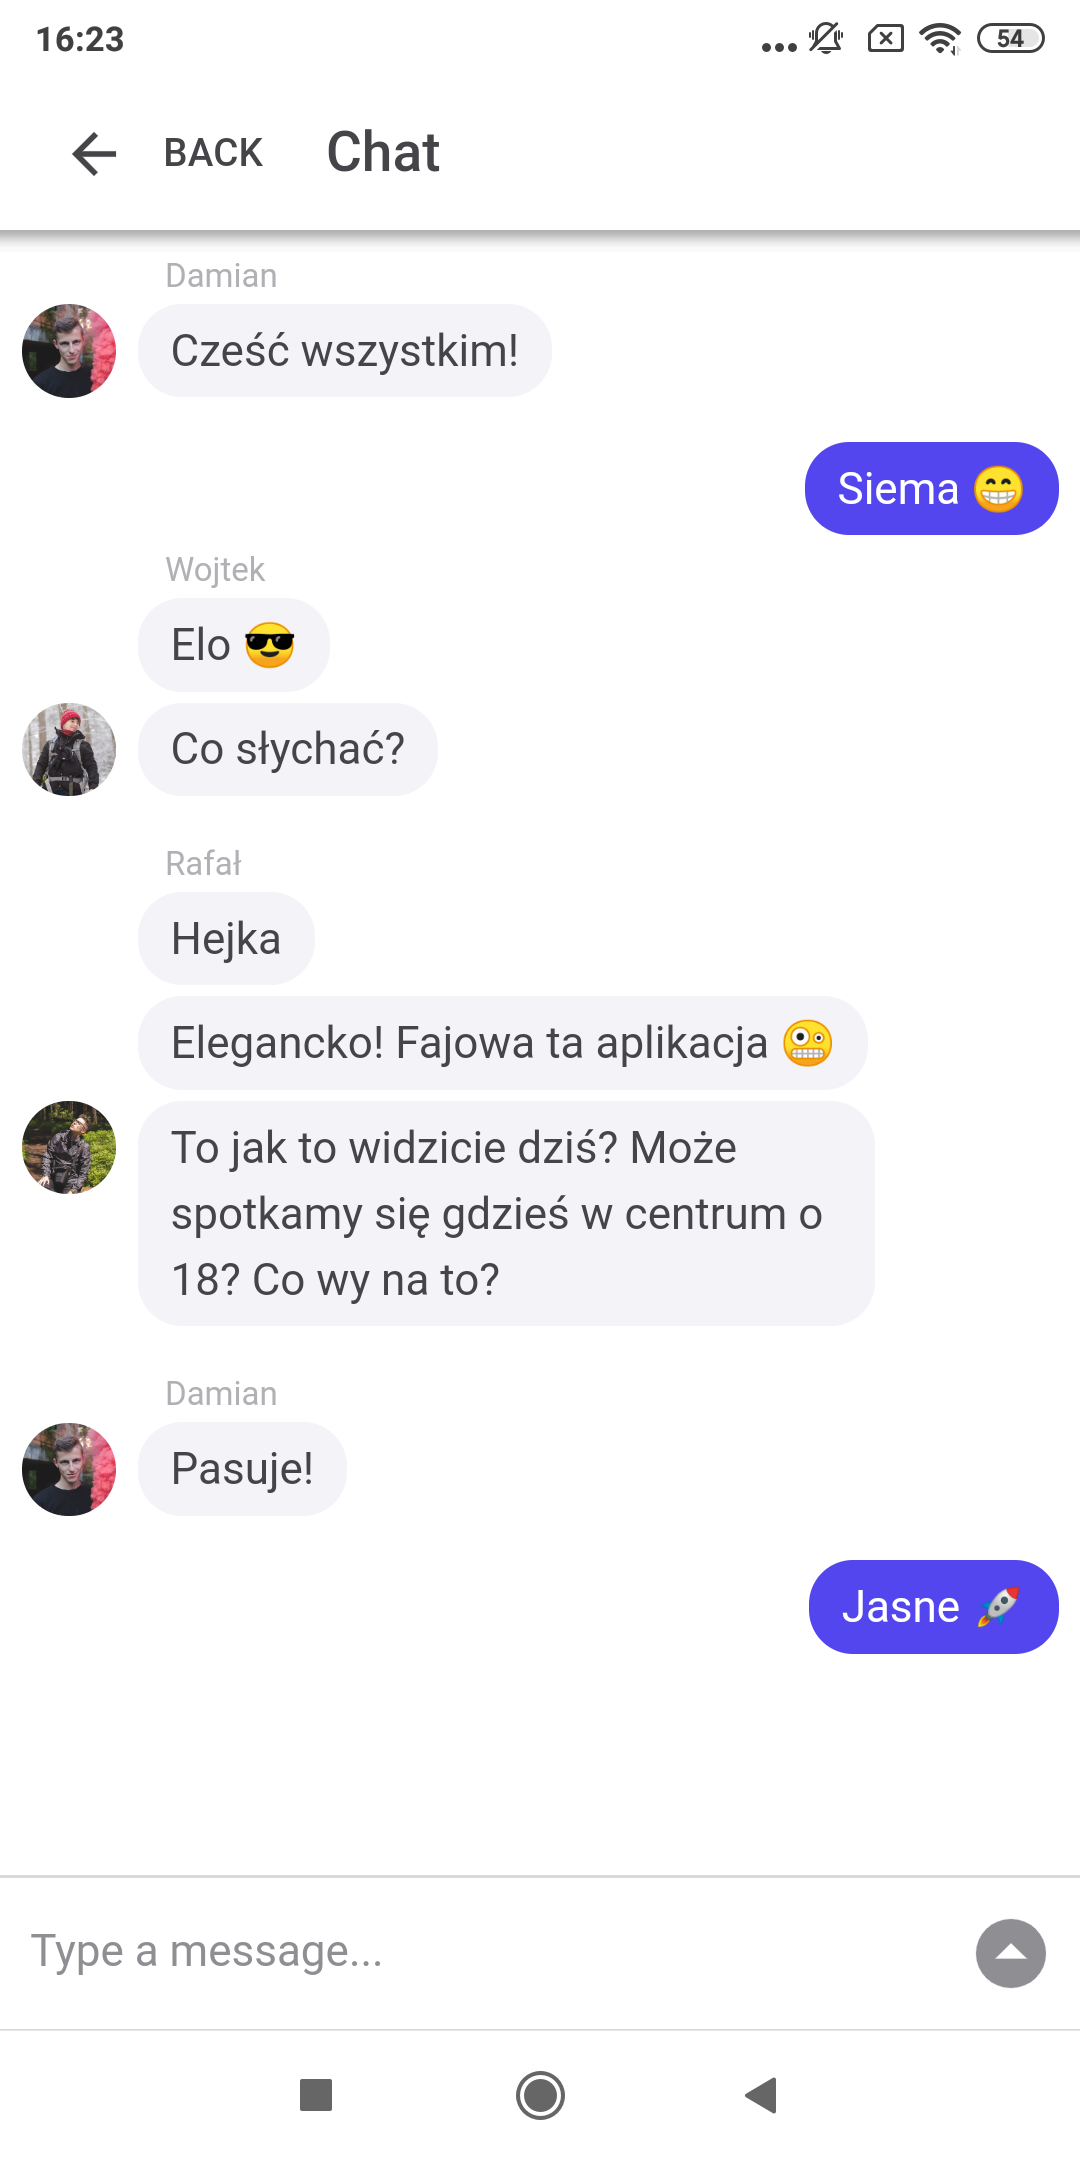 16:23
54
BACK Chat
Damian
Cześć wszystkim!
Siema 😁
Wojtek
Elo 😎
Co słychać?
Rafał
Hejka
Elegancko! Fajowa ta aplikacja 🤪
To jak to widzicie dziś? Może
spotkamy się gdzieś w centrum o
18? Co wy na to?
Damian
Pasuje!
Jasne 🚀
Type a message...